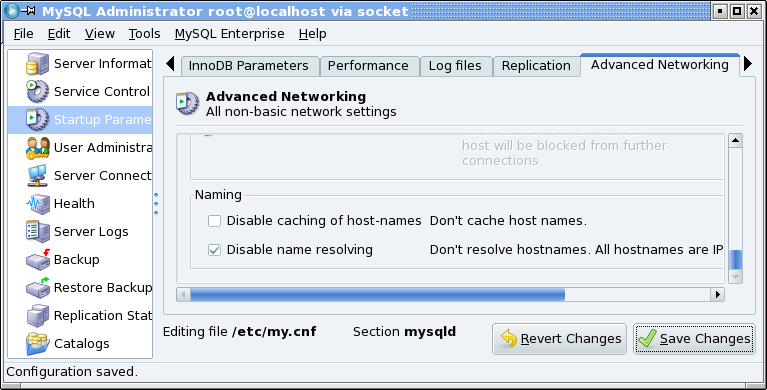 MySQL Administrator root@localhost via socket
File Edit View Tools MySQL Enterprise Help
Server Informat
Service Control
Startup Parame
User Administra
Server Connect
Health
Server Logs
Backup
Restore Backup
Replication Stat
Catalogs
InnoDB Parameters Performance Log files Replication Advanced Networking
Advanced Networking
All non-basic network settings
host will be blocked from further
connections.
Naming
Disable caching of host-names Don't cache host names.
Disable name resolving Don't resolve hostnames. All hostnames are IP
Editing file /etc/my.cnf Section mysqld Revert Changes Save Changes
Configuration saved.